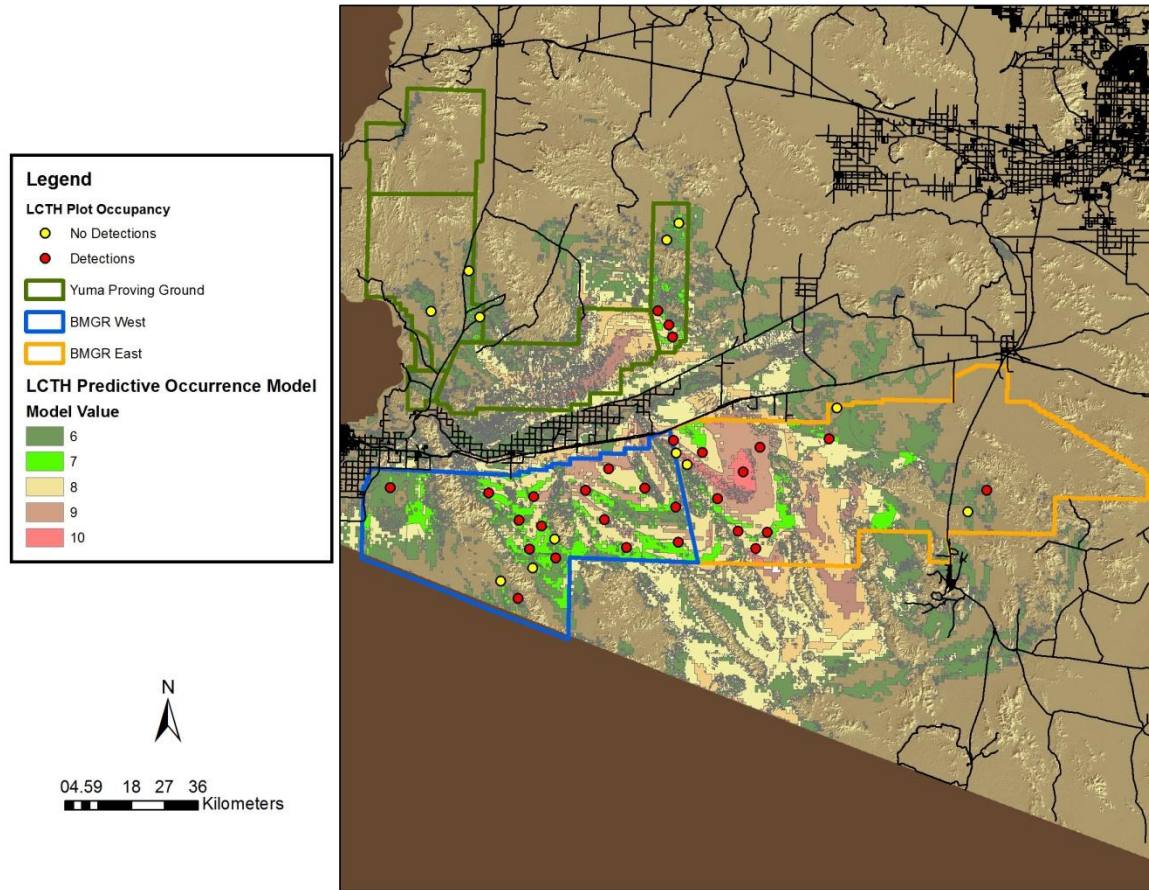 Legend
LCTH Plot Occupancy
No Detections
Detections
Yuma Proving Ground
BMGR West
BMGR East
LCTH Predictive Occurrence Model
Model Value
6
7
8
9
10
N
04.59 18 27 36
Kilometers